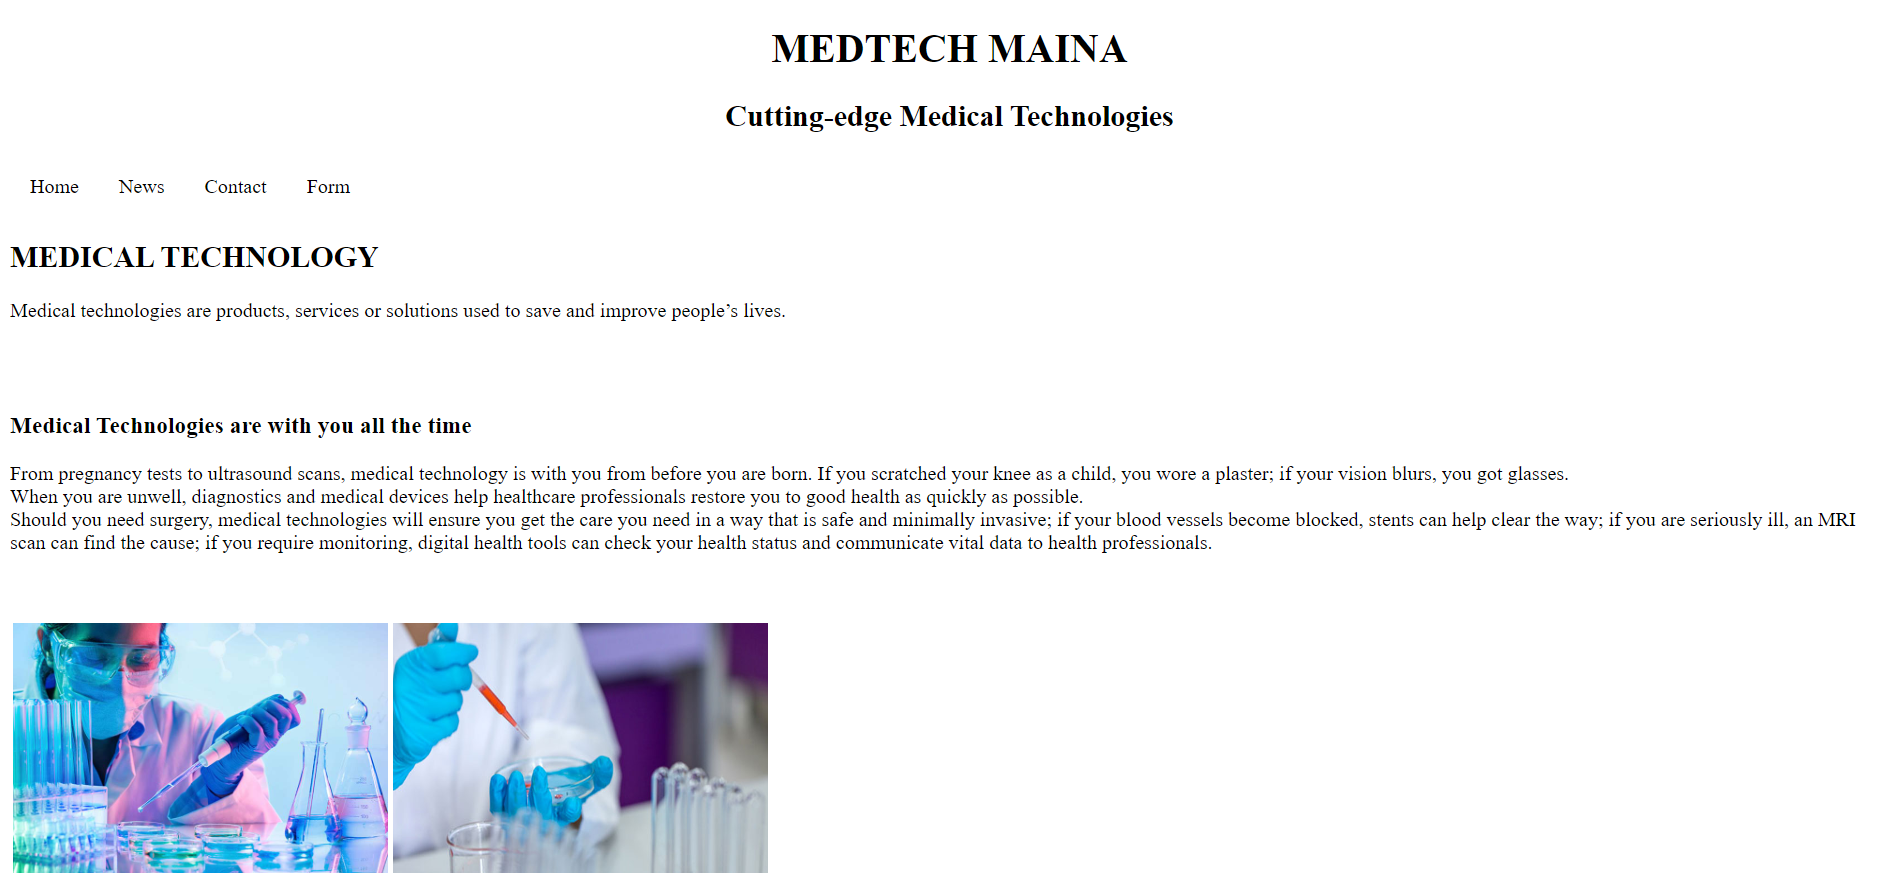 MEDTECH MAINA
Cutting-edge Medical Technologies
Home News Contact Form
MEDICAL TECHNOLOGY
Medical technologies are products, services or solutions used to save and improve people’s lives.
Medical Technologies are with you all the time
From pregnancy tests to ultrasound scans, medical technology is with you from before you are born. If you scratched your knee as a child, you wore a plaster; if your vision blurs, you got glasses.
When you are unwell, diagnostics and medical devices help healthcare professionals restore you to good health as quickly as possible.
Should you need surgery, medical technologies will ensure you get the care you need in a way that is safe and minimally invasive; if your blood vessels become blocked, stents can help clear the way; if you are seriously ill, an MRI
scan can find the cause; if you require monitoring, digital health tools can check your health status and communicate vital data to health professionals.